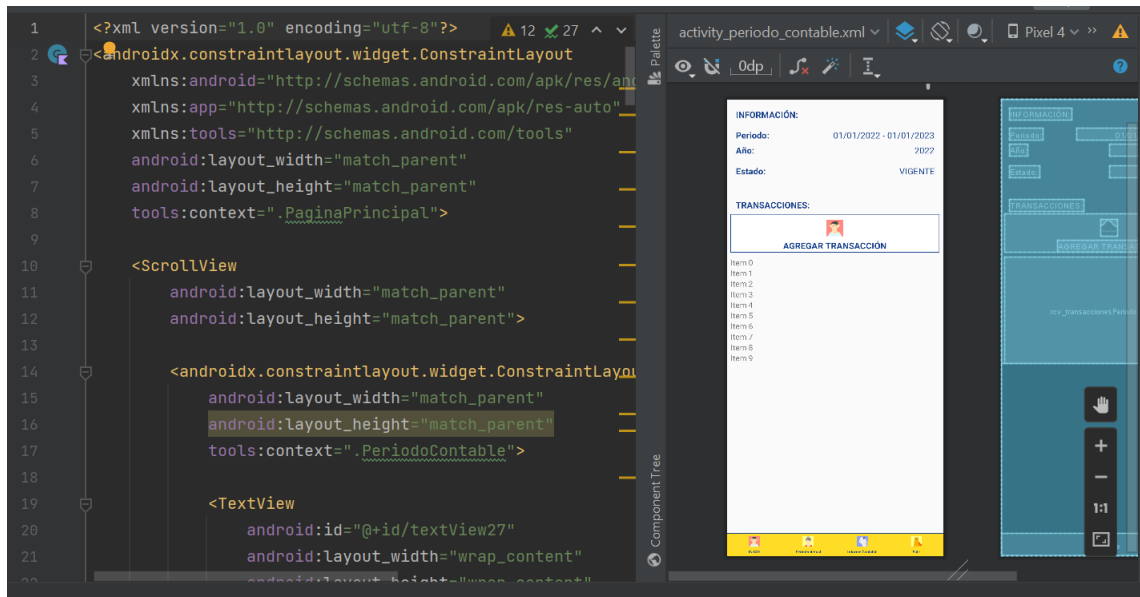 1 <?xml version="1.0" encoding="utf-8"?> 12 27
2 <androidx.constraintlayout.widget.ConstraintLayout
3 xmlns:android="http://schemas.android.com/apk/res/and
4 xmlns:app="http://schemas.android.com/apk/res-auto"
5 xmlns:tools="http://schemas.android.com/tools"
6 android:layout_width="match_parent"
7 android:layout_height="match_parent"
8 tools:context=".PaginaPrincipal">
9
10 <ScrollView
11 android:layout_width="match_parent"
12 android:layout_height="match_parent">
13
14 <androidx.constraintlayout.widget.ConstraintLayou
15 android:layout_width="match_parent"
16 android:layout_height="match_parent"
17 tools:context=".PeriodoContable">
18
19 <TextView
20 android:id="@+id/textView27"
21 android:layout_width="wrap_content"
22 android:layout_height="wrap_content"
Palette
Component Tree
activity_periodo_contable.xml
Pixel 4
0dp
INFORMACIÓN:
Periodo: 01/01/2022 - 01/01/2023
Año: 2022
Estado: VIGENTE
TRANSACCIONES:
AGREGAR TRANSACCIÓN
Item 0
Item 1
Item 2
Item 3
Item 4
Item 5
Item 6
Item 7
Item 8
Item 9
INFORMACIÓN:
Periodo: 01/01
Año:
Estado:
TRANSACCIONES:
AGREGAR TRANSA
rcv_transaccionesPeriodo
1:1